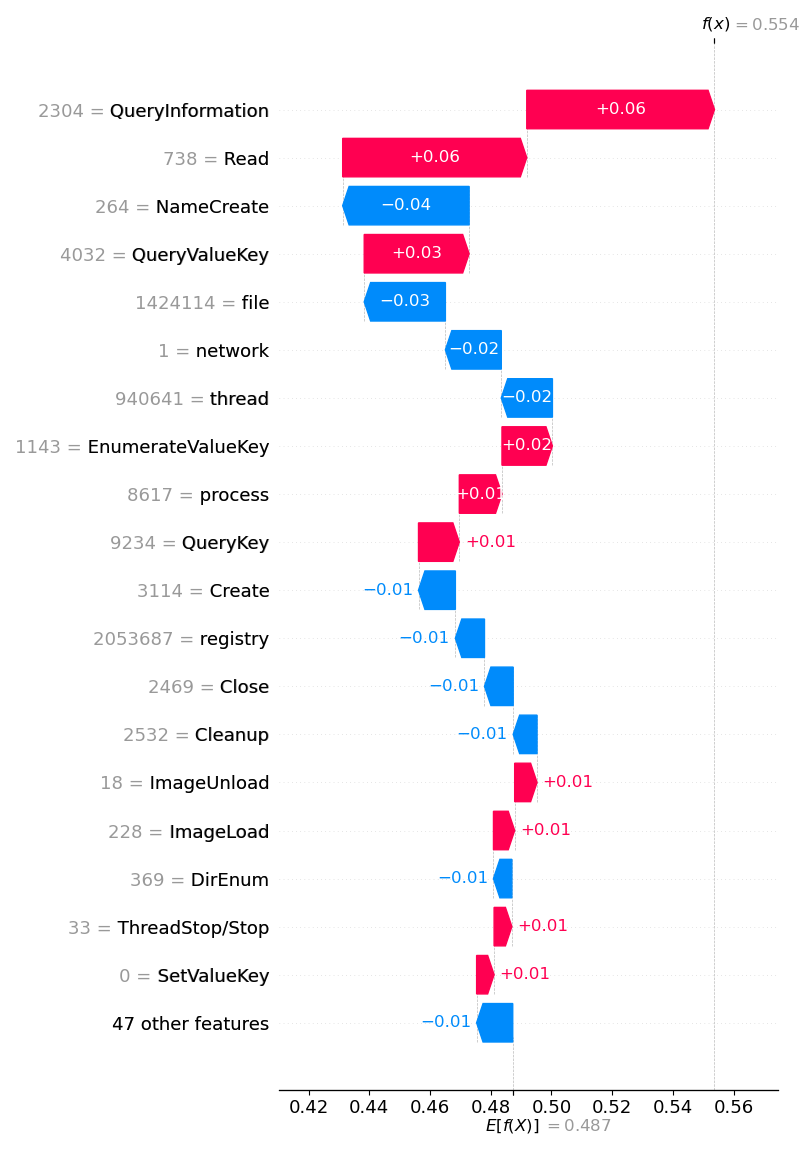 f(x) = 0.554
2304 = QueryInformation +0.06
738 = Read +0.06
264 = NameCreate −0.04
4032 = QueryValueKey +0.03
1424114 = file −0.03
1 = network −0.02
940641 = thread −0.02
1143 = EnumerateValueKey +0.02
8617 = process +0.01
9234 = QueryKey +0.01
3114 = Create −0.01
2053687 = registry −0.01
2469 = Close −0.01
2532 = Cleanup −0.01
18 = ImageUnload +0.01
228 = ImageLoad +0.01
369 = DirEnum −0.01
33 = ThreadStop/Stop +0.01
0 = SetValueKey +0.01
47 other features −0.01
0.42 0.44 0.46 0.48 0.50 0.52 0.54 0.56
E[f(X)] = 0.487